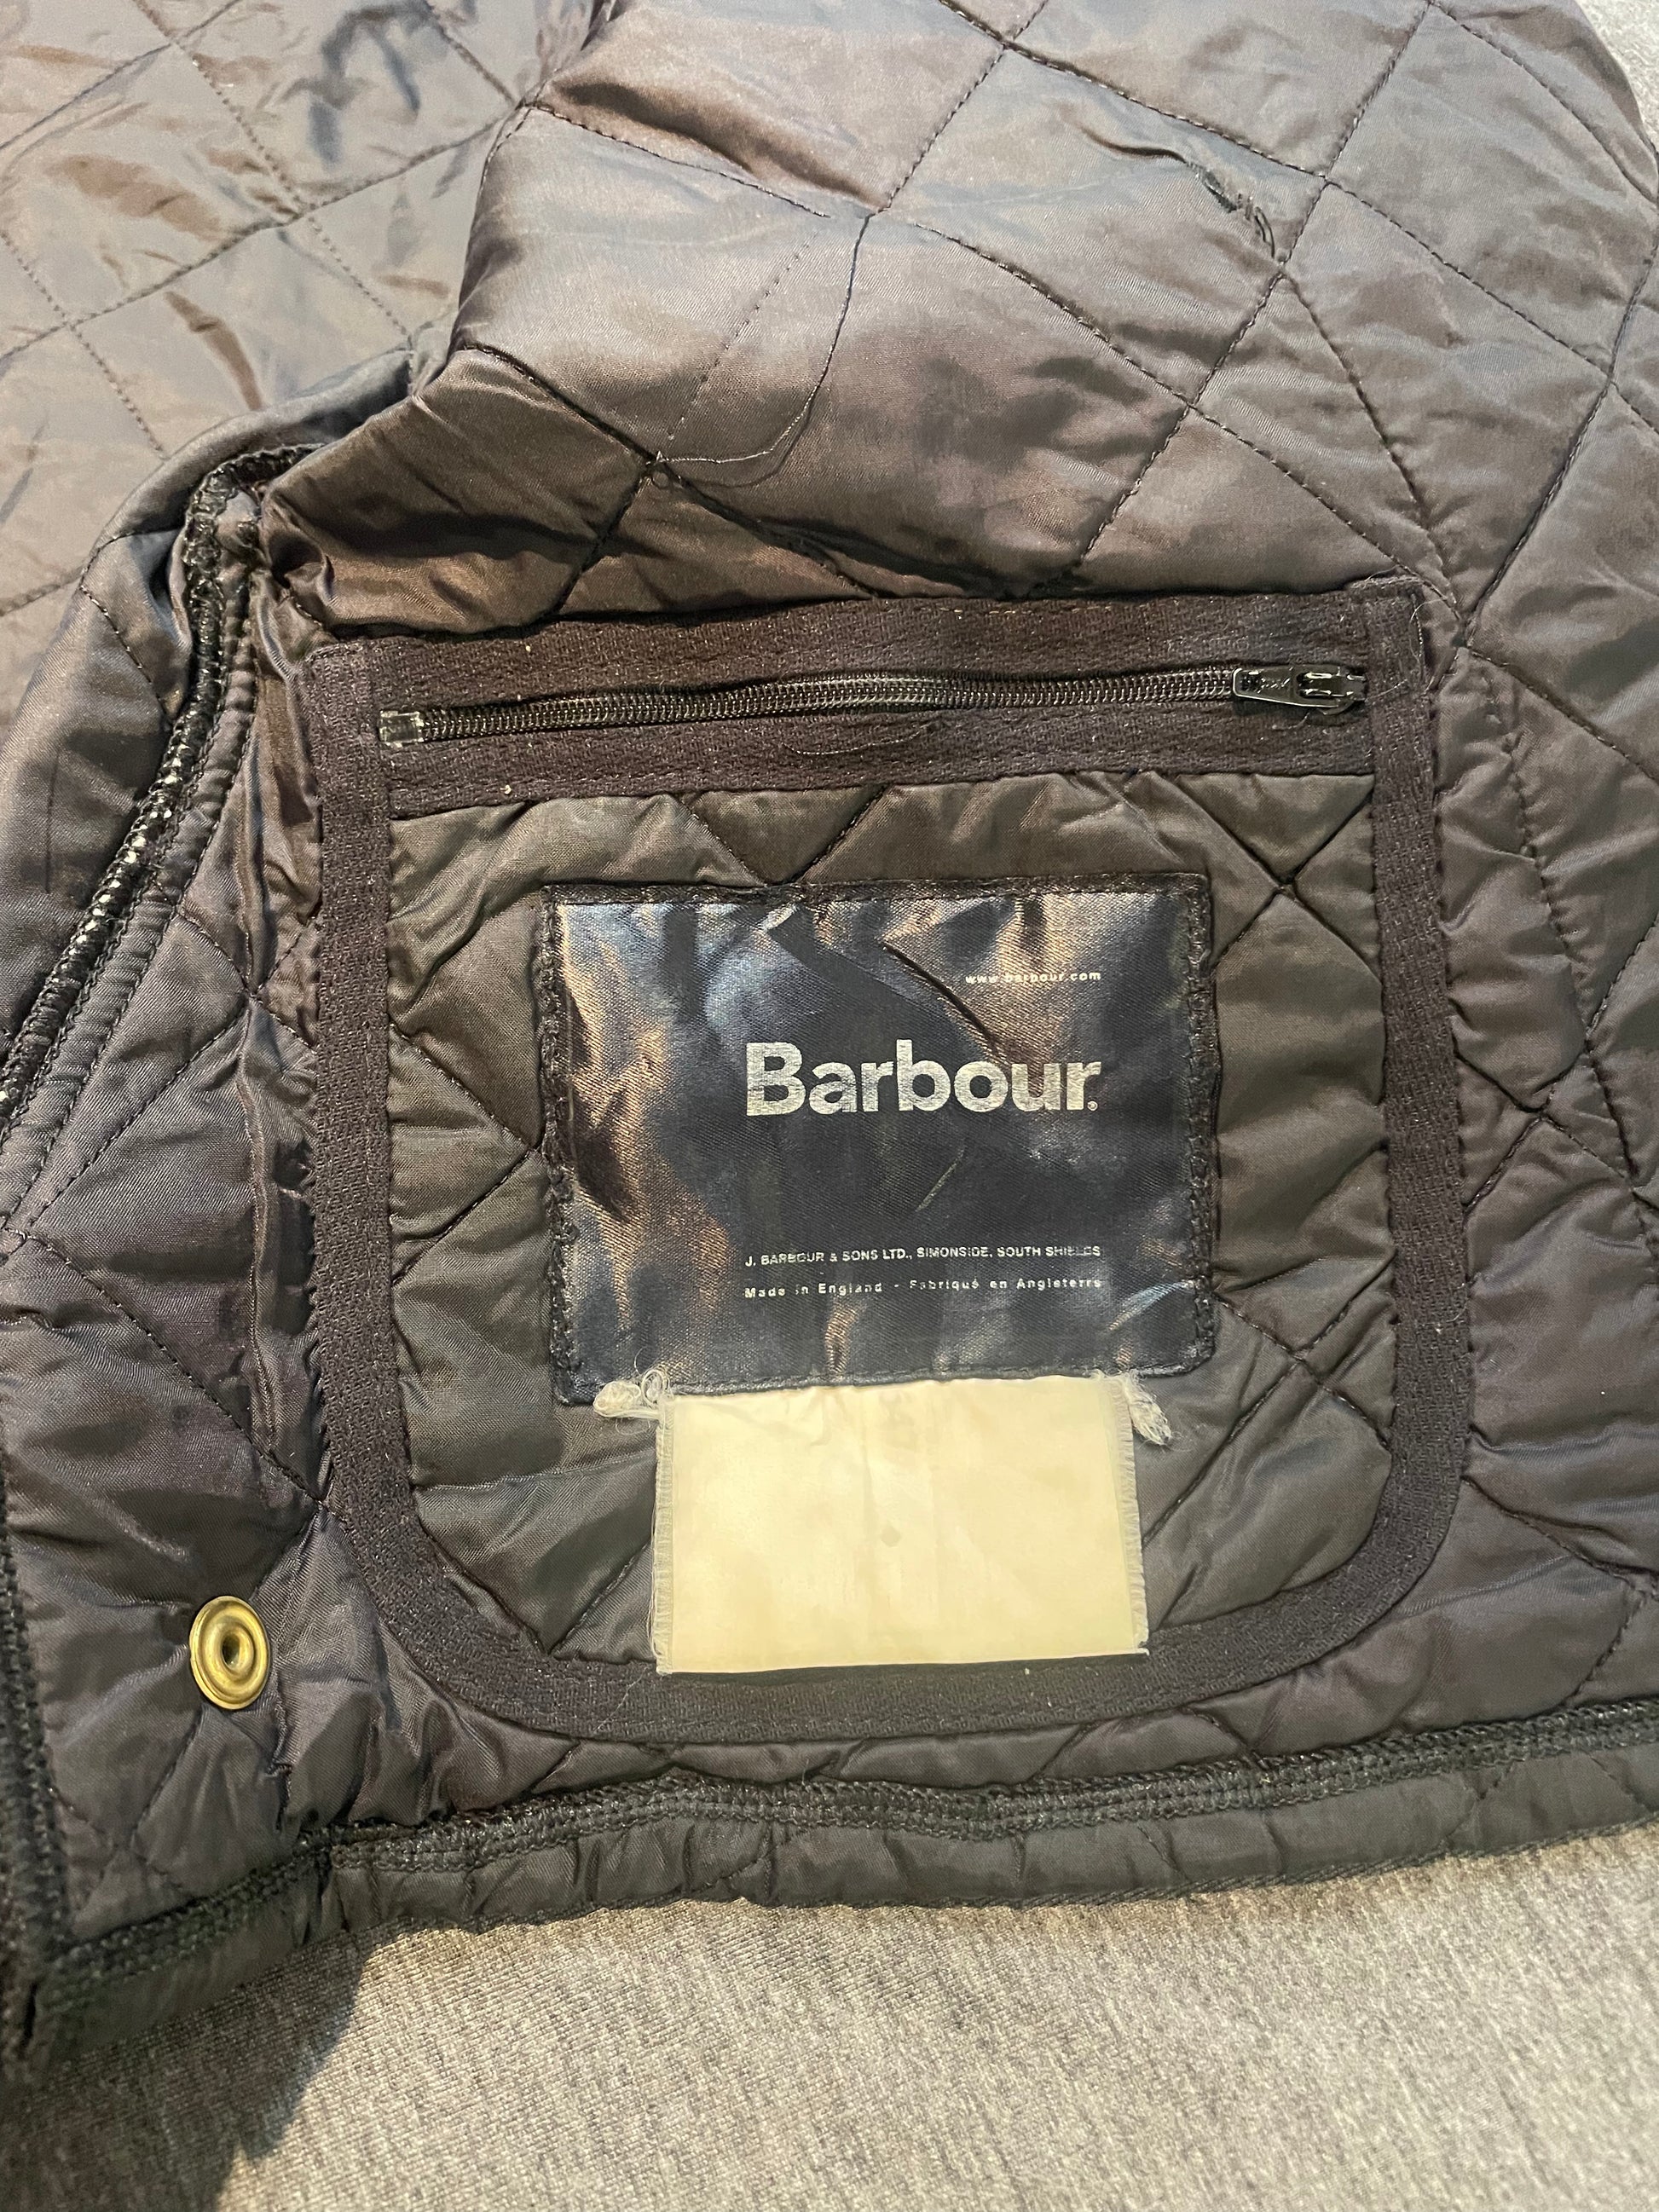 www.barbour.com
Barbour®
J. BARBOUR & SONS LTD., SIMONSIDE, SOUTH SHIELDS
Made in England - Fabriqué en Angleterre